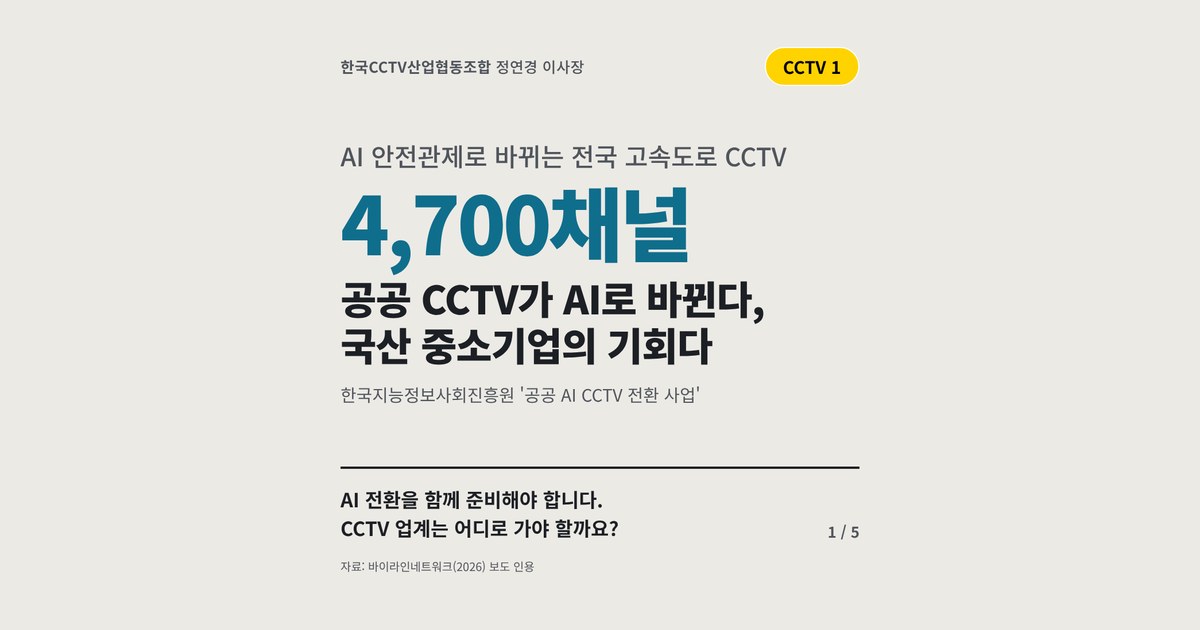 한국CCTV산업협동조합 정연경 이사장
CCTV 1
AI 안전관제로 바뀌는 전국 고속도로 CCTV
4,700채널
공공 CCTV가 AI로 바뀐다,
국산 중소기업의 기회다
한국지능정보사회진흥원 '공공 AI CCTV 전환 사업'
AI 전환을 함께 준비해야 합니다.
CCTV 업계는 어디로 가야 할까요?
1 / 5
자료: 바이라인네트워크(2026) 보도 인용